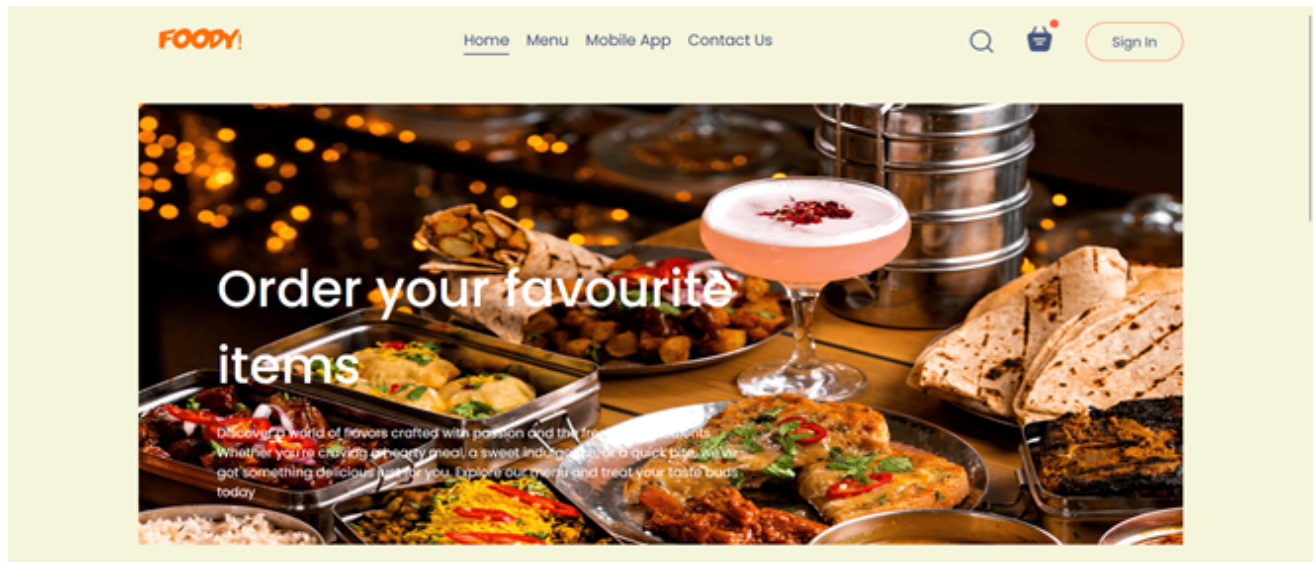 FOODY!
Home Menu Mobile App Contact Us
Sign In
Order your favourite
items
Discover a world of flavors crafted with passion and the
Whether you're craving a hearty meal, a sweet indulgence, or a quick bite, we've
got something delicious just for you. Explore our menu and treat your taste buds
today